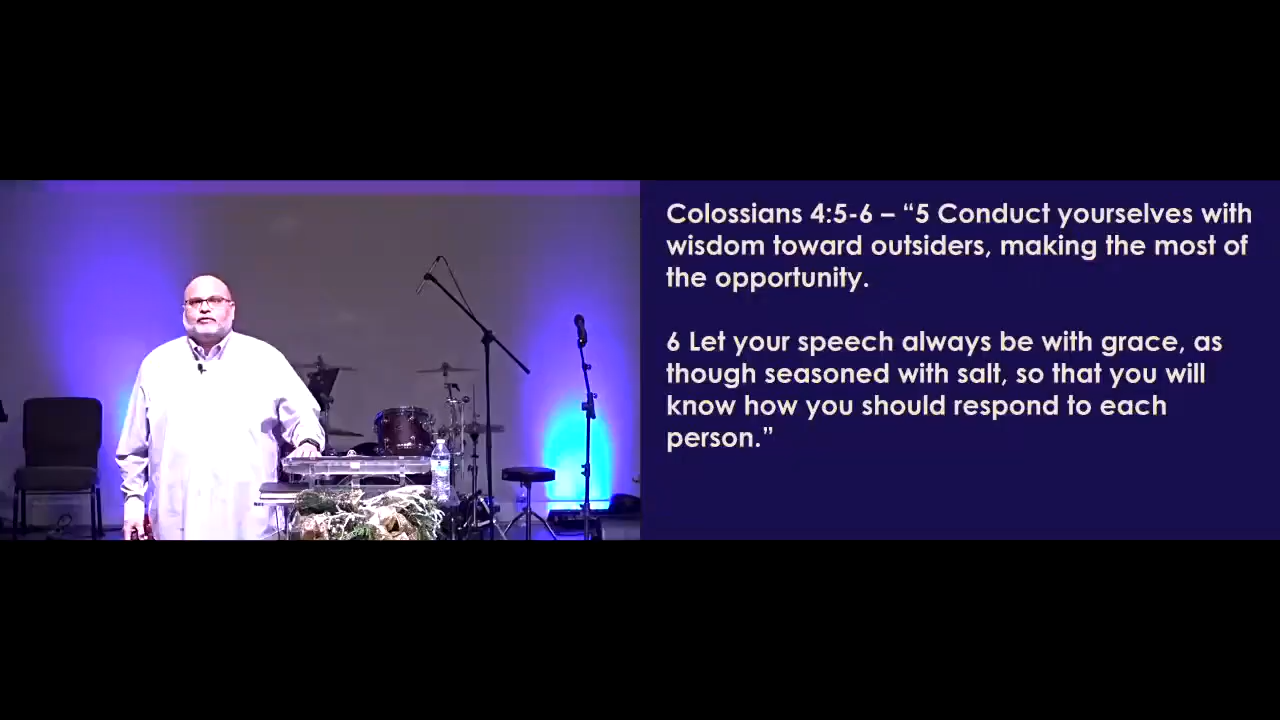 Colossians 4:5-6 – “5 Conduct yourselves with
wisdom toward outsiders, making the most of
the opportunity.
6 Let your speech always be with grace, as
though seasoned with salt, so that you will
know how you should respond to each
person.”